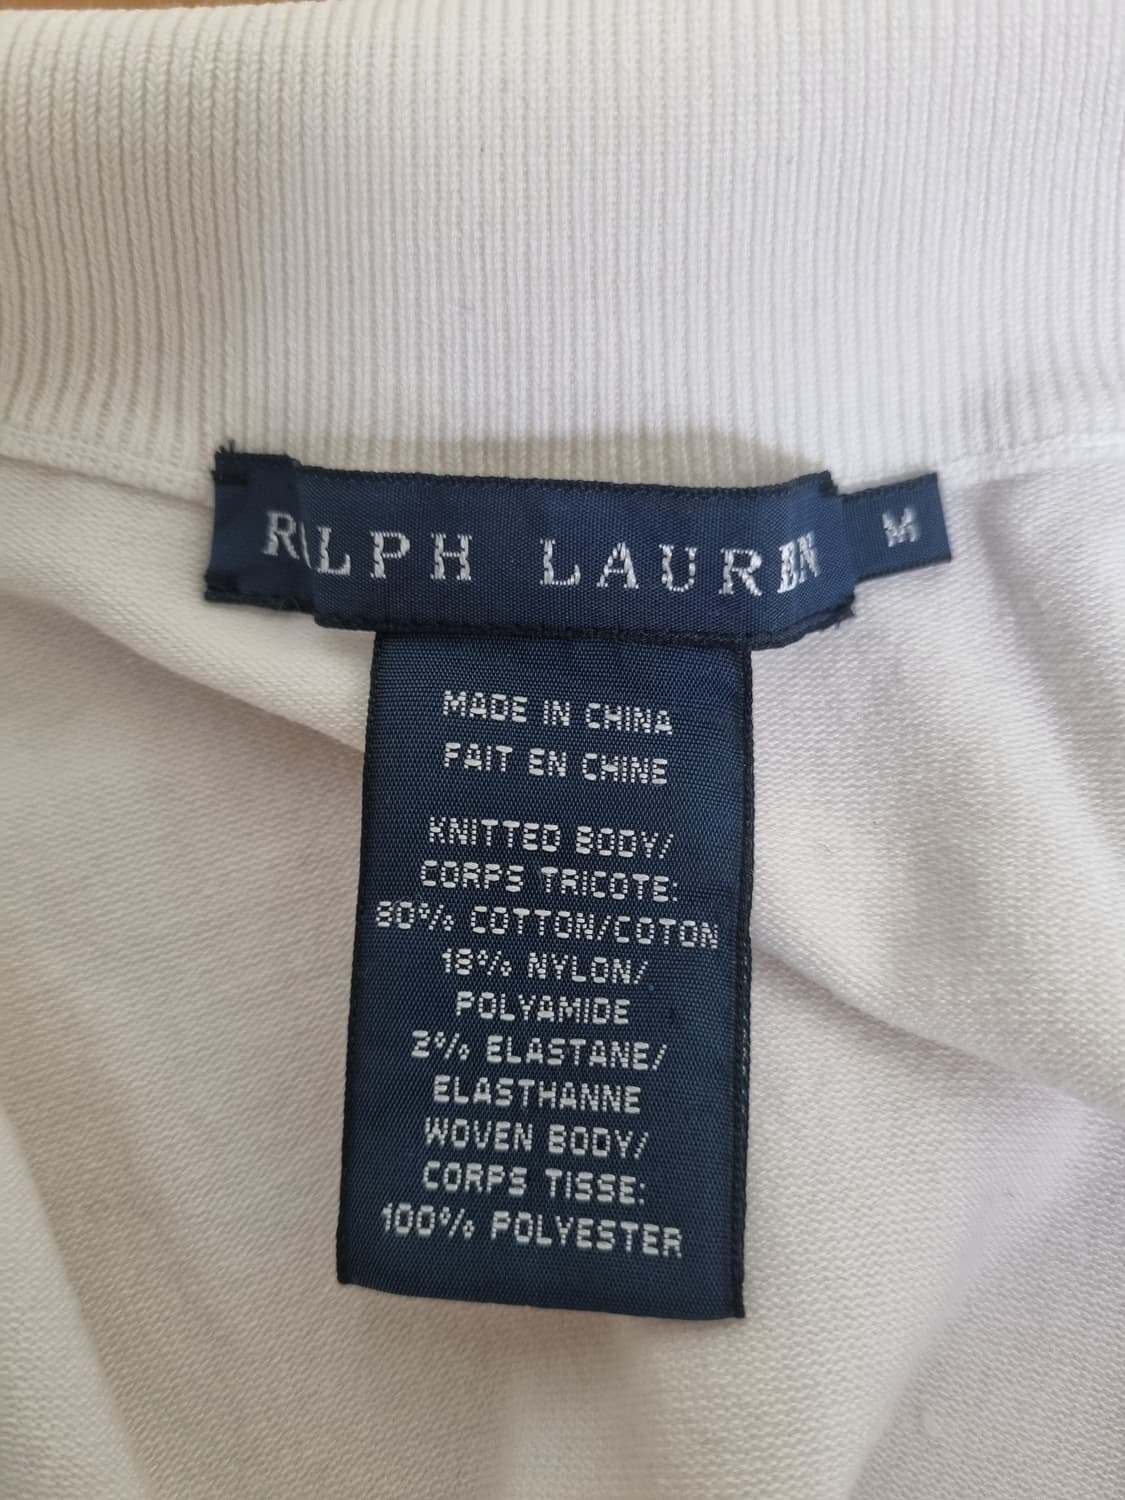 RALPH LAUREN
M
MADE IN CHINA
FAIT EN CHINE
KNITTED BODY/
CORPS TRICOTE:
80% COTTON/COTON
18% NYLON/
POLYAMIDE
2% ELASTANE/
ELASTHANNE
WOVEN BODY/
CORPS TISSE:
100% POLYESTER